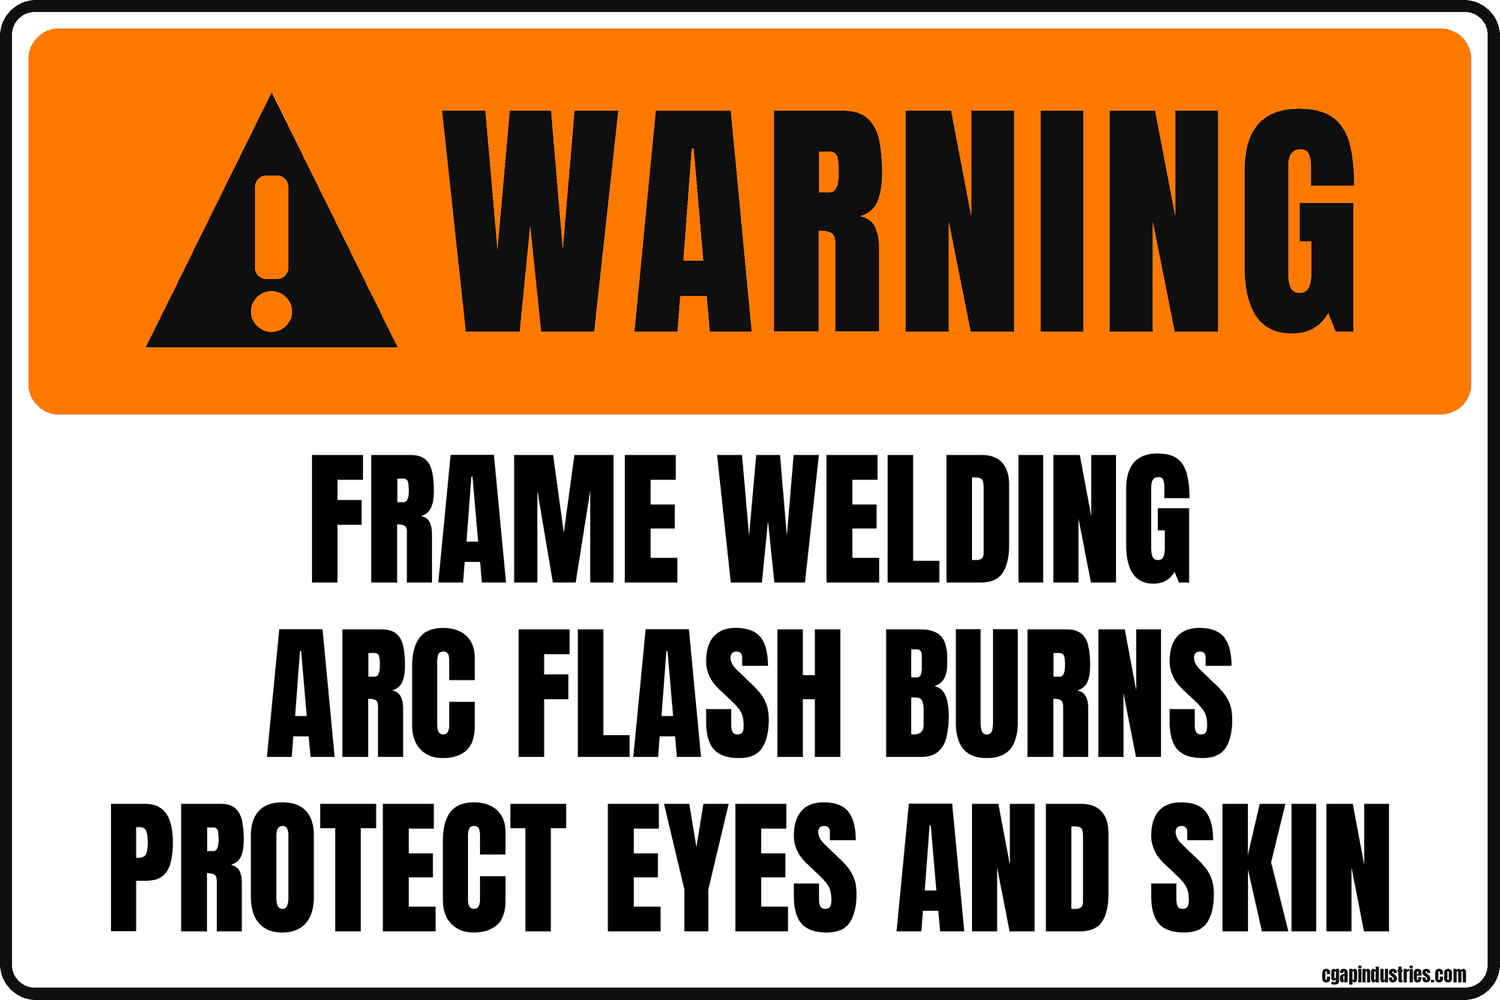 WARNING
FRAME WELDING
ARC FLASH BURNS
PROTECT EYES AND SKIN
cgapindustries.com